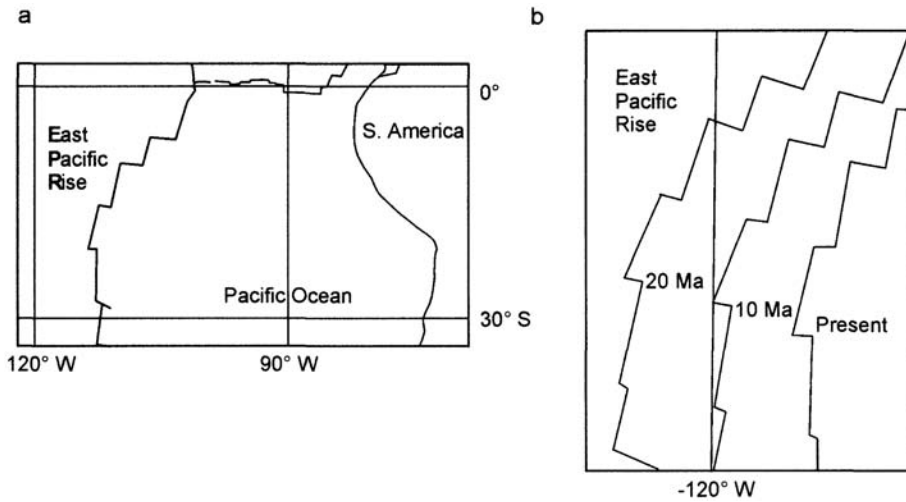 a
East
Pacific
Rise
S. America
0°
Pacific Ocean
30° S
120° W
90° W
b
East
Pacific
Rise
20 Ma
10 Ma
Present
-120° W